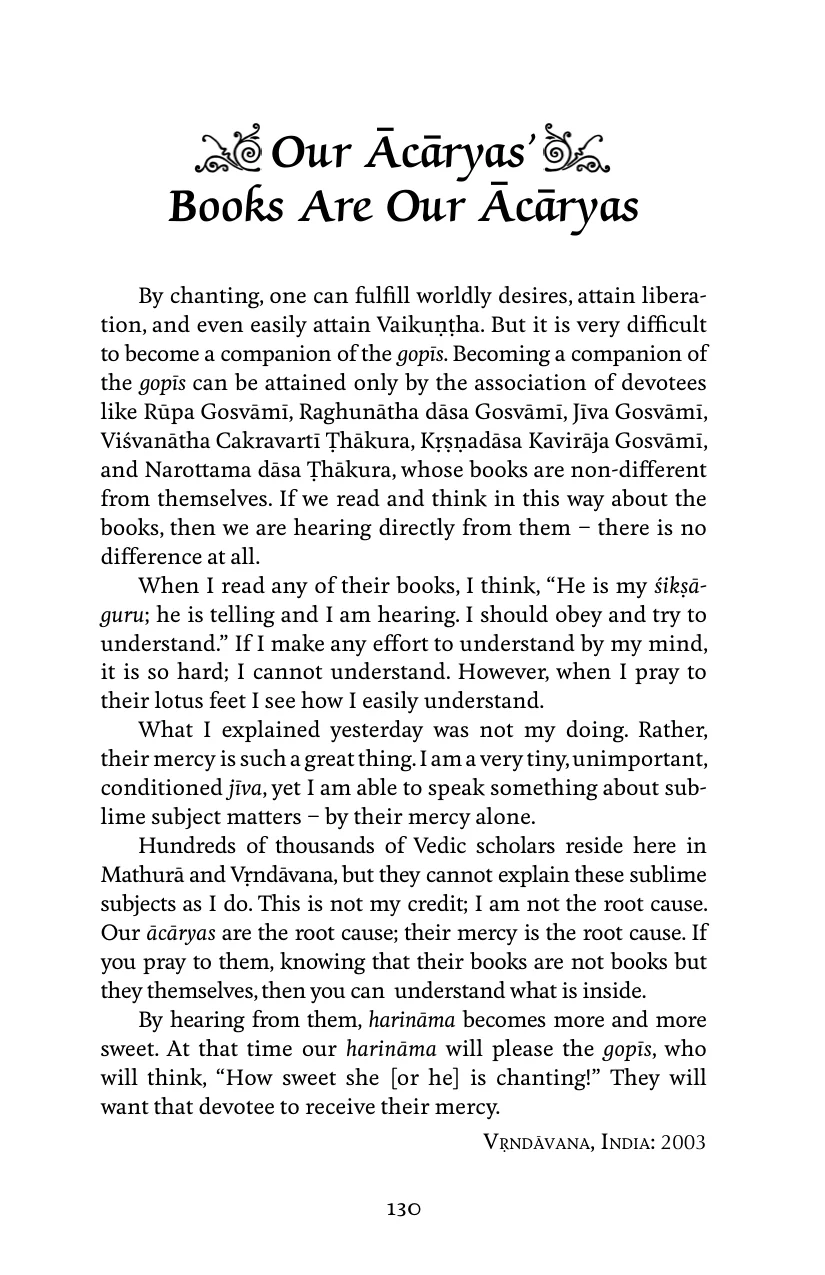 Our Ācāryas’
Books Are Our Ācāryas
By chanting, one can fulfill worldly desires, attain libera-
tion, and even easily attain Vaikuṇṭha. But it is very difficult
to become a companion of the gopīs. Becoming a companion of
the gopīs can be attained only by the association of devotees
like Rūpa Gosvāmī, Raghunātha dāsa Gosvāmī, Jīva Gosvāmī,
Viśvanātha Cakravartī Ṭhākura, Kṛṣṇadāsa Kavirāja Gosvāmī,
and Narottama dāsa Ṭhākura, whose books are non-different
from themselves. If we read and think in this way about the
books, then we are hearing directly from them – there is no
difference at all.
When I read any of their books, I think, “He is my śikṣā-
guru; he is telling and I am hearing. I should obey and try to
understand.” If I make any effort to understand by my mind,
it is so hard; I cannot understand. However, when I pray to
their lotus feet I see how I easily understand.
What I explained yesterday was not my doing. Rather,
their mercy is such a great thing. I am a very tiny, unimportant,
conditioned jīva, yet I am able to speak something about sub-
lime subject matters – by their mercy alone.
Hundreds of thousands of Vedic scholars reside here in
Mathurā and Vṛndāvana, but they cannot explain these sublime
subjects as I do. This is not my credit; I am not the root cause.
Our ācāryas are the root cause; their mercy is the root cause. If
you pray to them, knowing that their books are not books but
they themselves, then you can understand what is inside.
By hearing from them, harināma becomes more and more
sweet. At that time our harināma will please the gopīs, who
will think, “How sweet she [or he] is chanting!” They will
want that devotee to receive their mercy.
Vṛndāvana, India: 2003
130